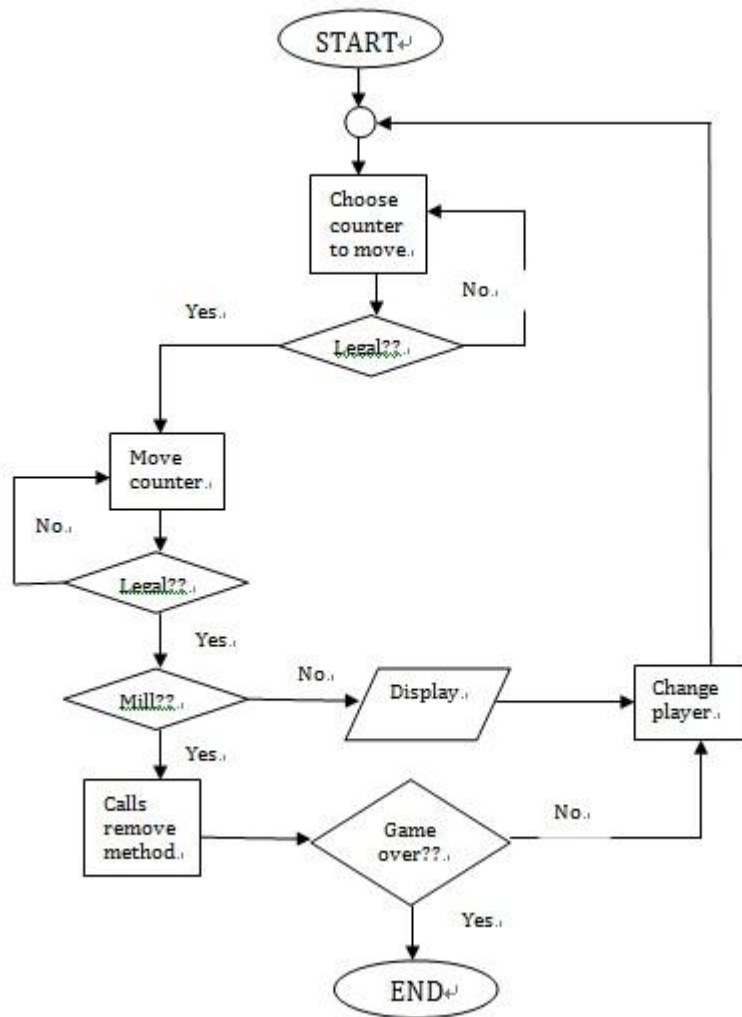 START
Choose
counter
to move.
No.
Yes.
Legal??.
Move
counter.
No.
Legal??.
Yes.
No.
Display.
Change
player.
Mill??.
Yes.
Calls
remove
method.
Game
over??.
No.
Yes.
END